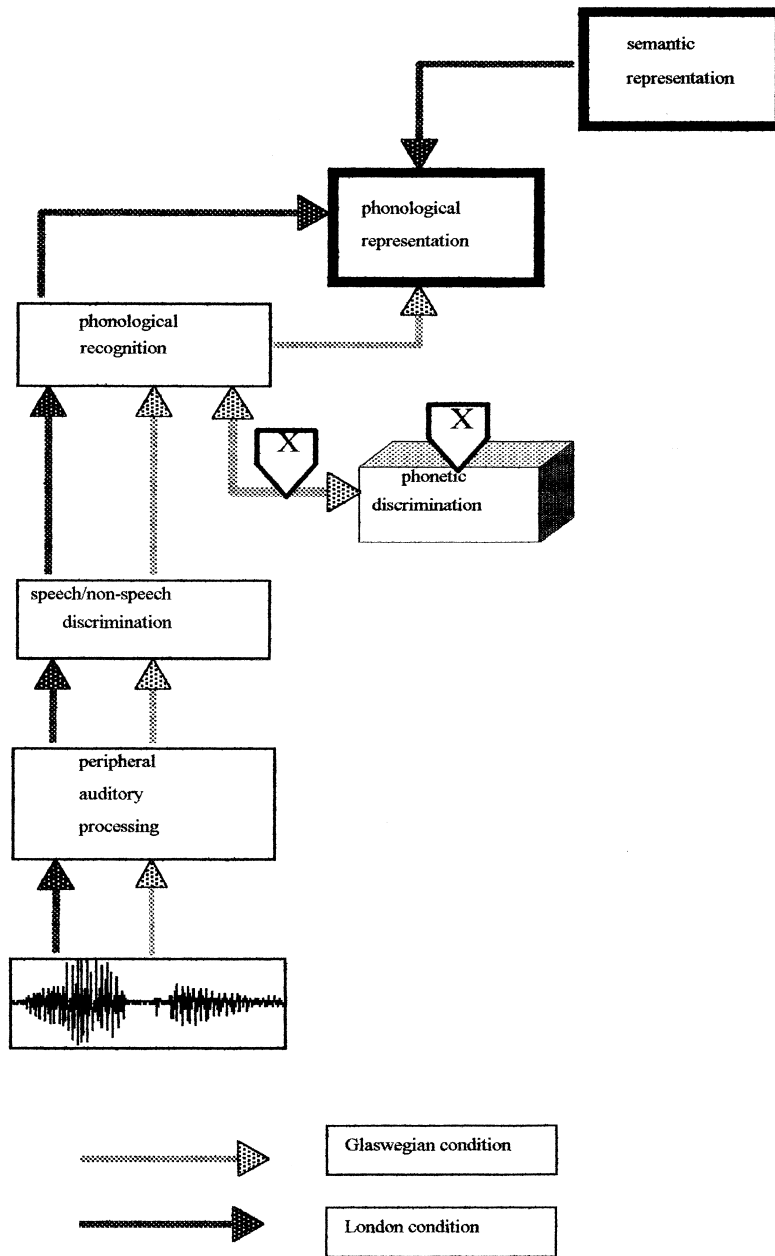 semantic
representation
phonological
representation
phonological
recognition
X
X
phonetic
discrimination
speech/non-speech
discrimination
peripheral
auditory
processing
Glaswegian condition
London condition